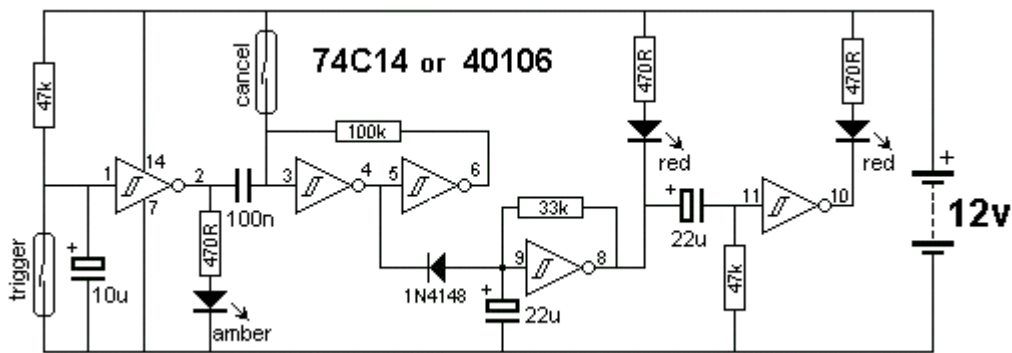 74C14 or 40106
47k
trigger
10u
1
14
7
2
470R
amber
100n
cancel
3
4
100k
5
6
1N4148
9
33k
8
22u
470R
red
22u
11
47k
10
470R
red
12v
+
+
+
+